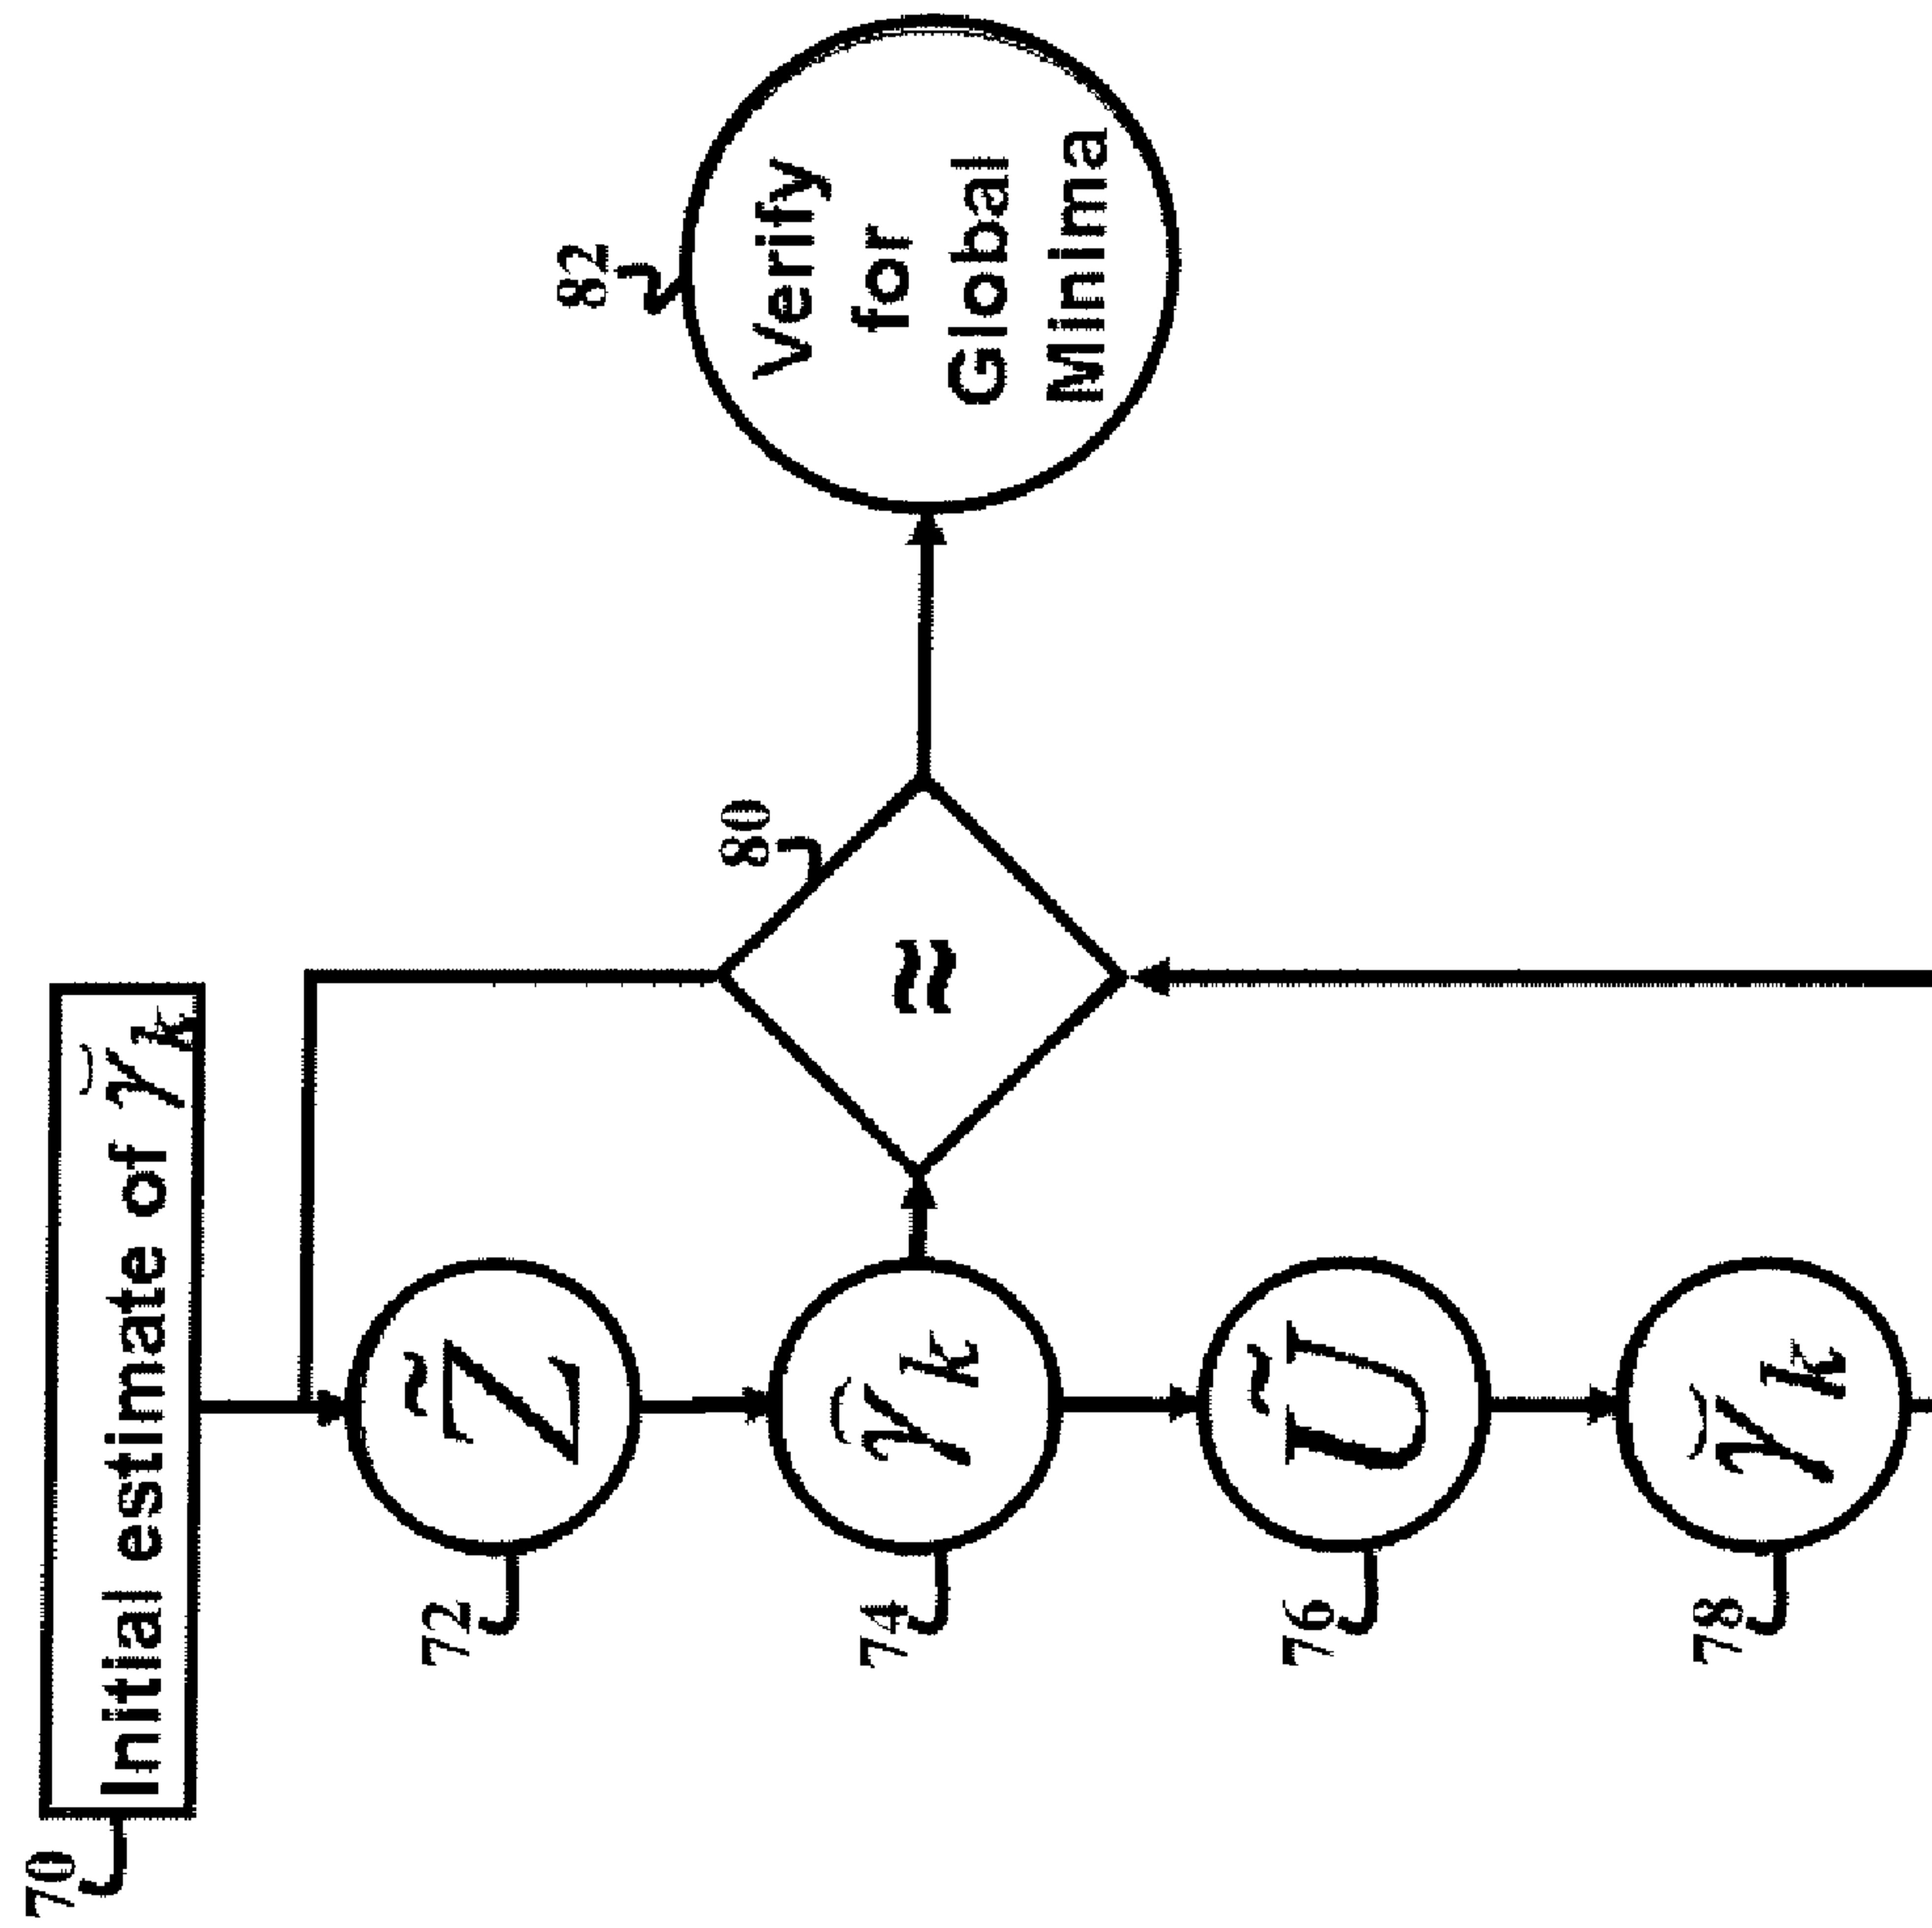 70
Initial estimate of γ̆k
72
Z̃
74
γ̑k
76
Ũ
78
γ̆k
80
≈
82
Verify
for
Global
Minima